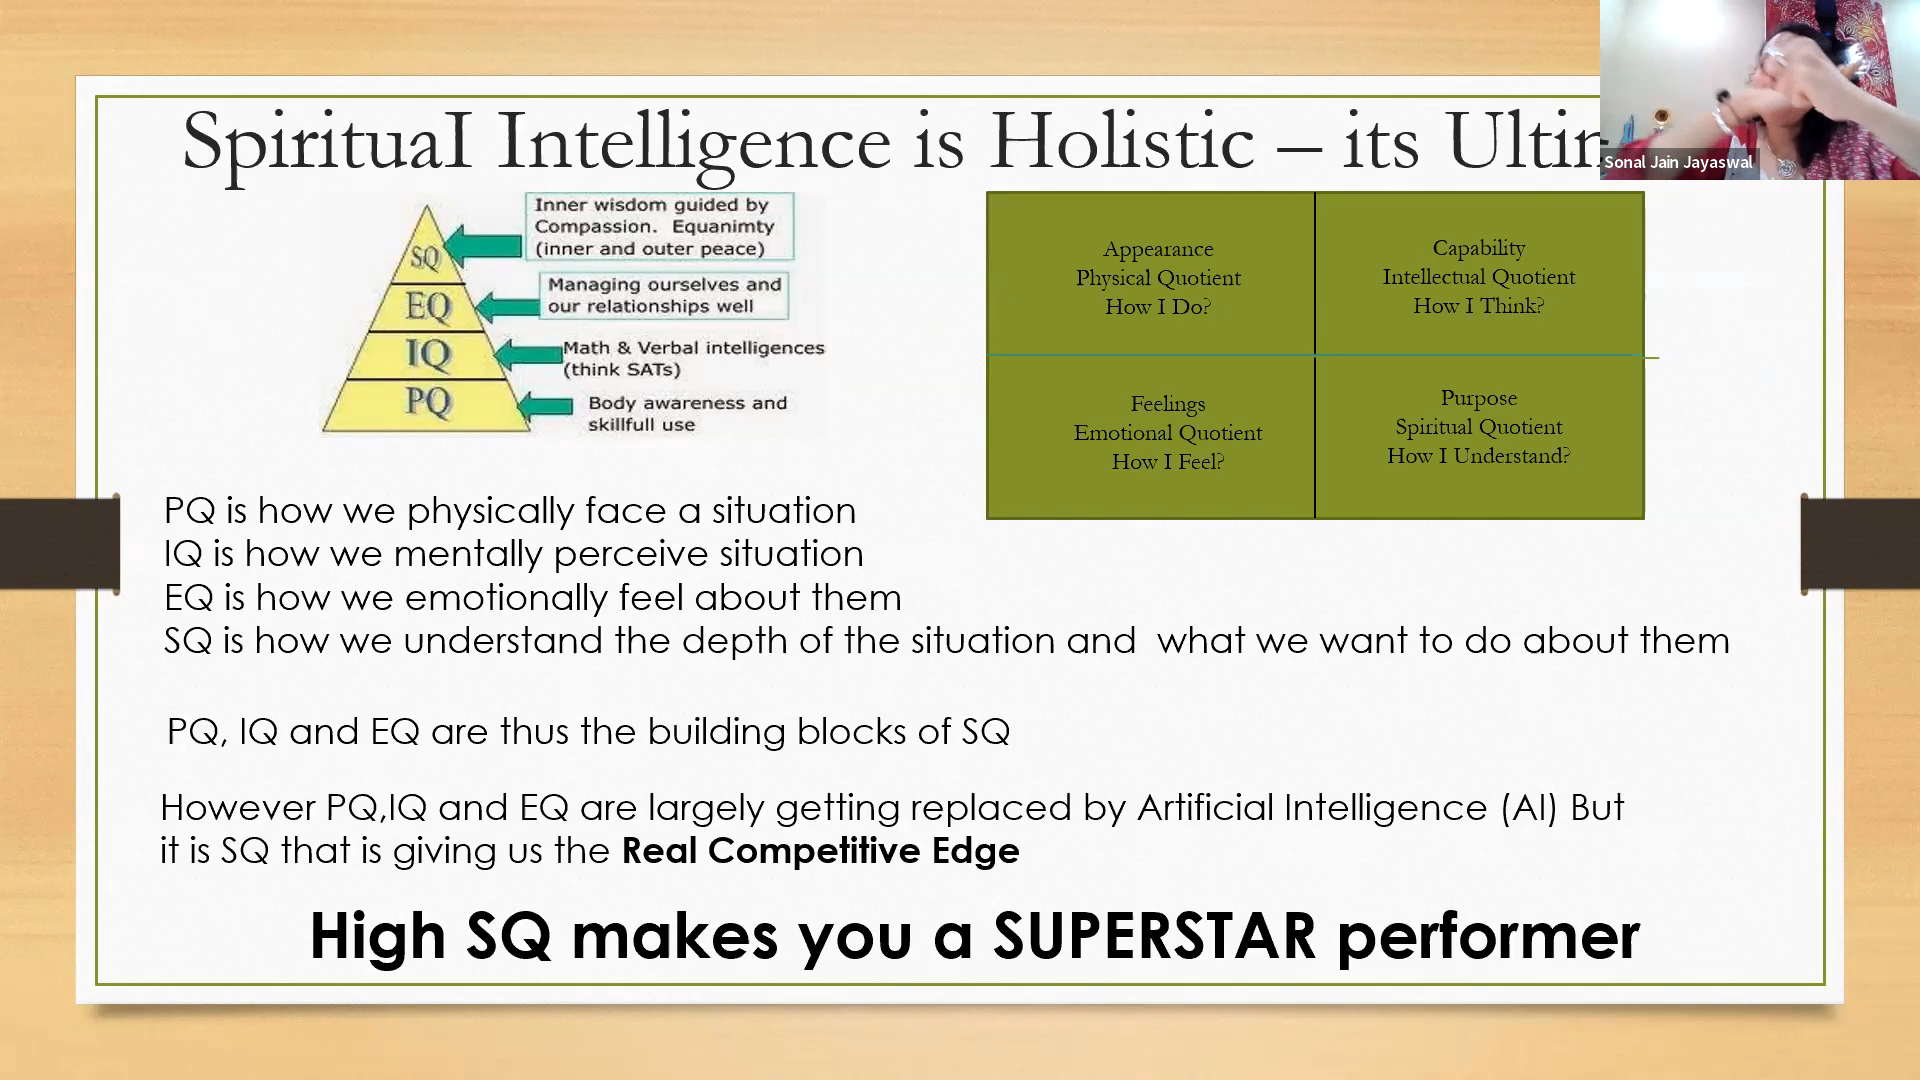 SpirituaI Intelligence is Holistic – its
Sonal Jain Jayaswal
SQ
EQ
IQ
PQ
Inner wisdom guided by
Compassion. Equanimty
(inner and outer peace)
Managing ourselves and
our relationships well
Math & Verbal intelligences
(think SATs)
Body awareness and
skillfull use
Appearance
Physical Quotient
How I Do?
Capability
Intellectual Quotient
How I Think?
Feelings
Emotional Quotient
How I Feel?
Purpose
Spiritual Quotient
How I Understand?
PQ is how we physically face a situation
IQ is how we mentally perceive situation
EQ is how we emotionally feel about them
SQ is how we understand the depth of the situation and what we want to do about them
PQ, IQ and EQ are thus the building blocks of SQ
However PQ,IQ and EQ are largely getting replaced by Artificial Intelligence (AI) But
it is SQ that is giving us the Real Competitive Edge
High SQ makes you a SUPERSTAR performer